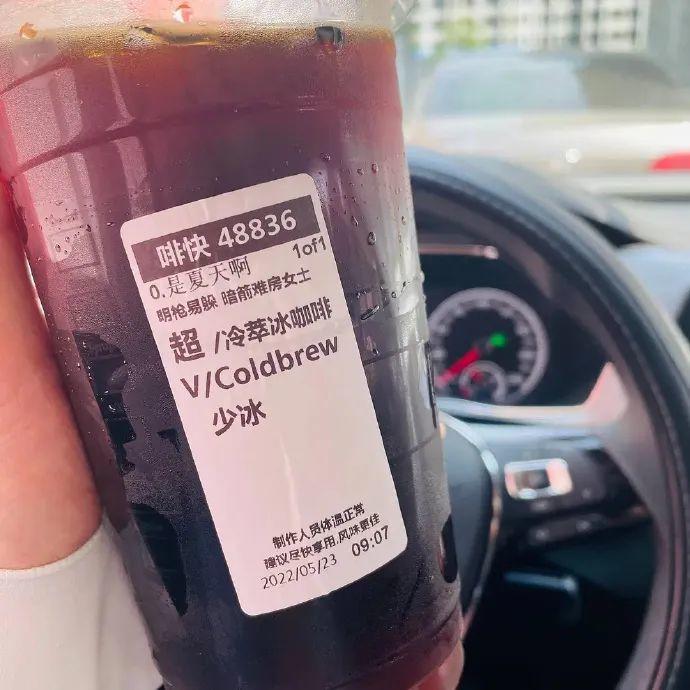 啡快 48836
1of1
0.是夏天啊
明枪易躲 暗箭难房女士
超 /冷萃冰咖啡
V/Coldbrew
少冰
制作人员体温正常
建议尽快享用,风味更佳
2022/05/23 09:07